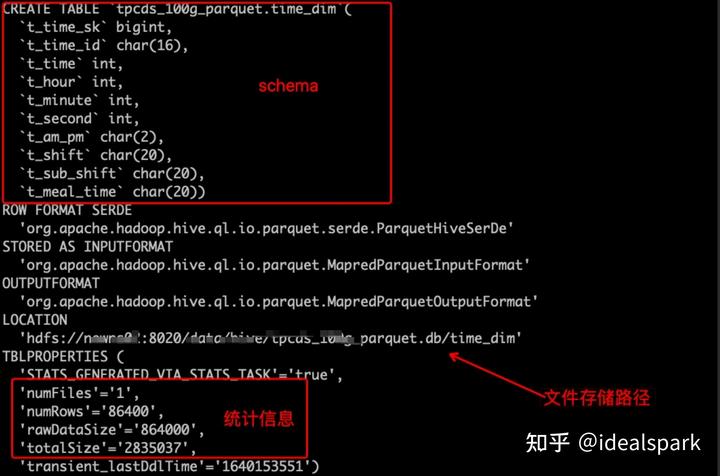 CREATE TABLE `tpcds_100g_parquet.time_dim`(
`t_time_sk` bigint,
`t_time_id` char(16),
`t_time` int,
`t_hour` int,
`t_minute` int,
`t_second` int,
`t_am_pm` char(2),
`t_shift` char(20),
`t_sub_shift` char(20),
`t_meal_time` char(20))
schema
ROW FORMAT SERDE
'org.apache.hadoop.hive.ql.io.parquet.serde.ParquetHiveSerDe'
STORED AS INPUTFORMAT
'org.apache.hadoop.hive.ql.io.parquet.MapredParquetInputFormat'
OUTPUTFORMAT
'org.apache.hadoop.hive.ql.io.parquet.MapredParquetOutputFormat'
LOCATION
'hdfs:// :8020/data/hive/tpcds_100g_parquet.db/time_dim'
TBLPROPERTIES (
'STATS_GENERATED_VIA_STATS_TASK'='true',
'numFiles'='1',
'numRows'='86400',
'rawDataSize'='864000',
'totalSize'='2835037',
'transient_lastDdlTime'='1640153551')
统计信息
文件存储路径
知乎 @idealspark